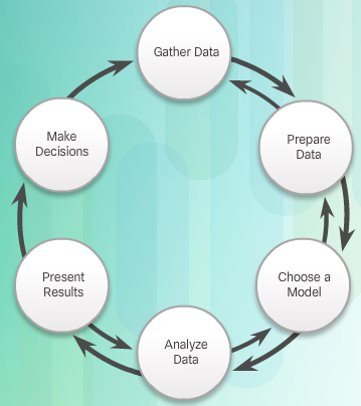 Gather Data
Prepare
Data
Choose a
Model
Analyze
Data
Present
Results
Make
Decisions